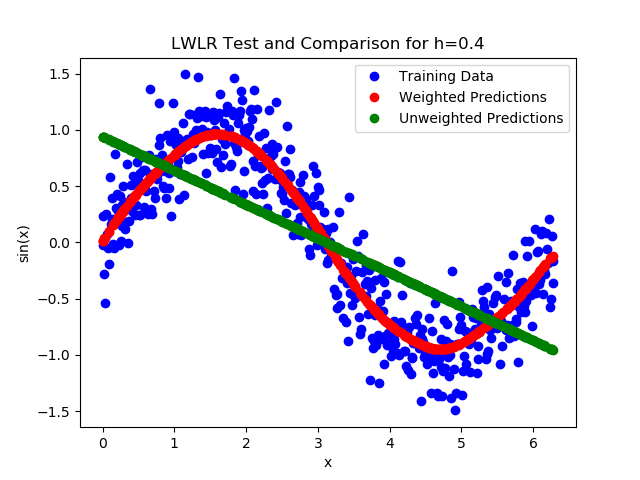 LWLR Test and Comparison for h=0.4
Training Data
Weighted Predictions
Unweighted Predictions
1.5
1.0
0.5
0.0
−0.5
−1.0
−1.5
sin(x)
0 1 2 3 4 5 6
x